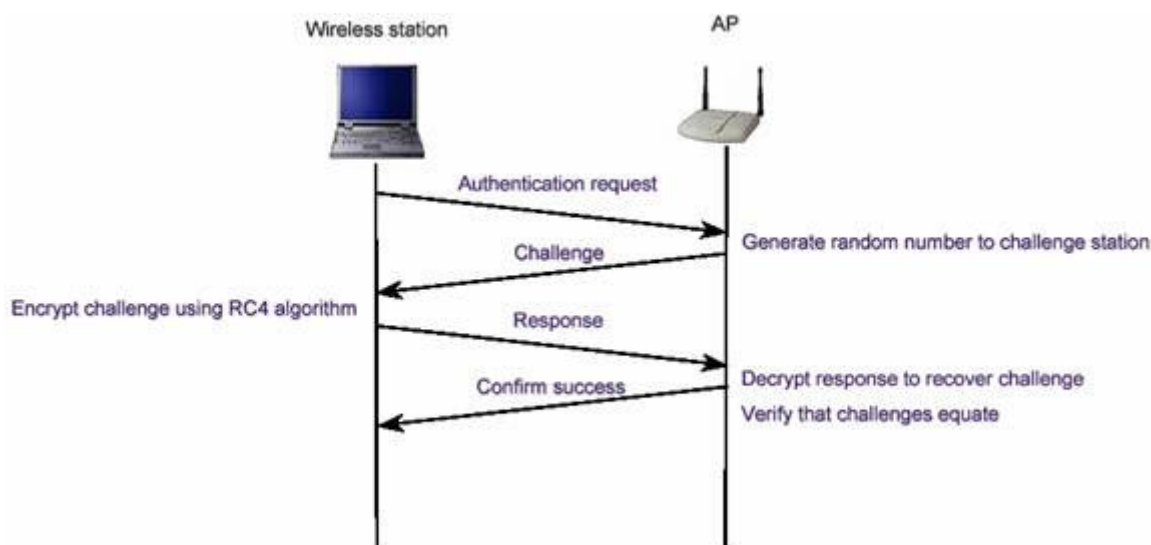 Wireless station
AP
Authentication request
Generate random number to challenge station
Challenge
Encrypt challenge using RC4 algorithm
Response
Decrypt response to recover challenge
Confirm success
Verify that challenges equate